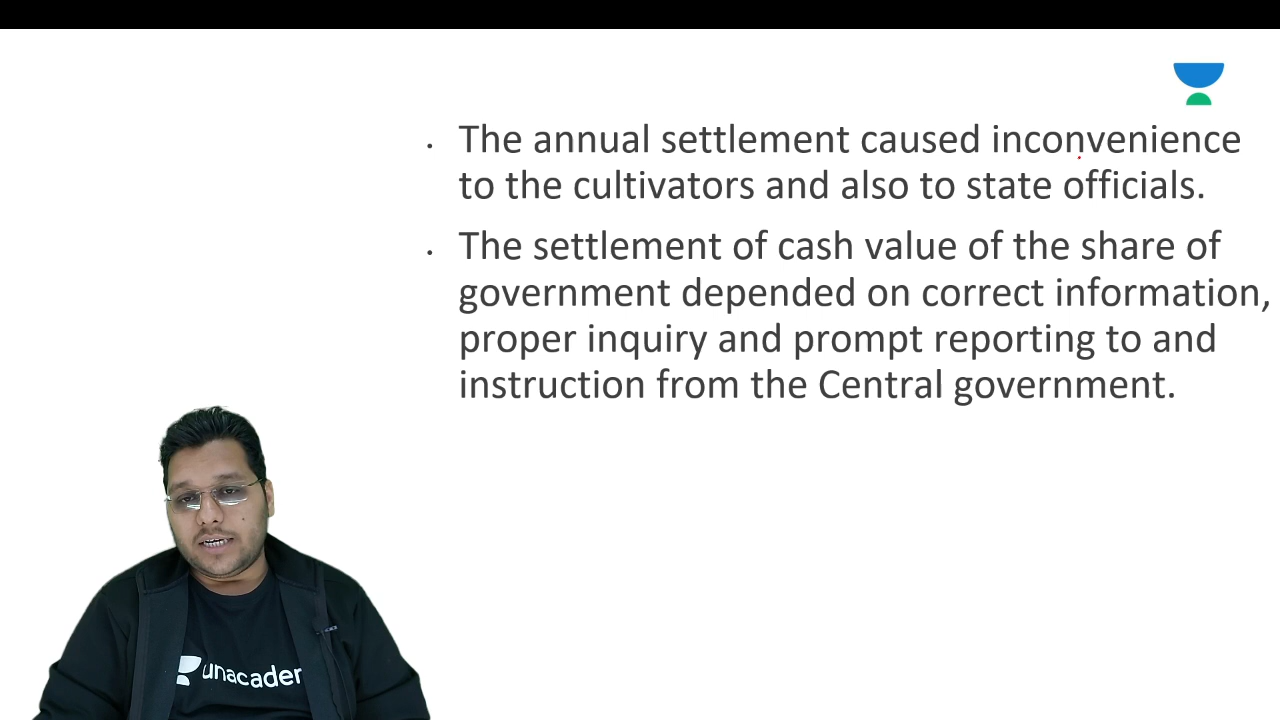 The annual settlement caused inconvenience
to the cultivators and also to state officials.
The settlement of cash value of the share of
government depended on correct information,
proper inquiry and prompt reporting to and
instruction from the Central government.
unacader